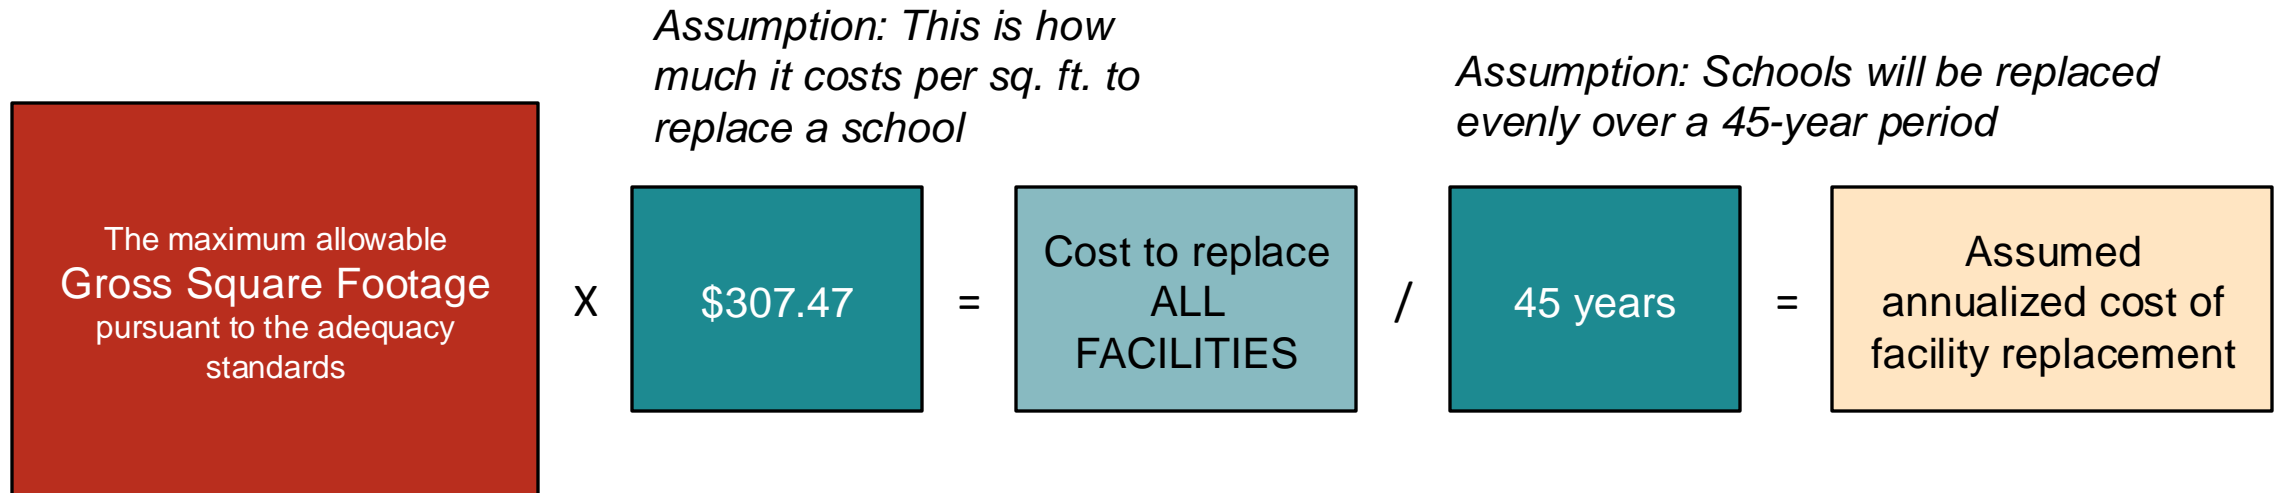 Assumption: This is how
much it costs per sq. ft. to
replace a school
Assumption: Schools will be replaced
evenly over a 45-year period
The maximum allowable
Gross Square Footage
pursuant to the adequacy
standards
X
$307.47
=
Cost to replace
ALL
FACILITIES
/
45 years
=
Assumed
annualized cost of
facility replacement